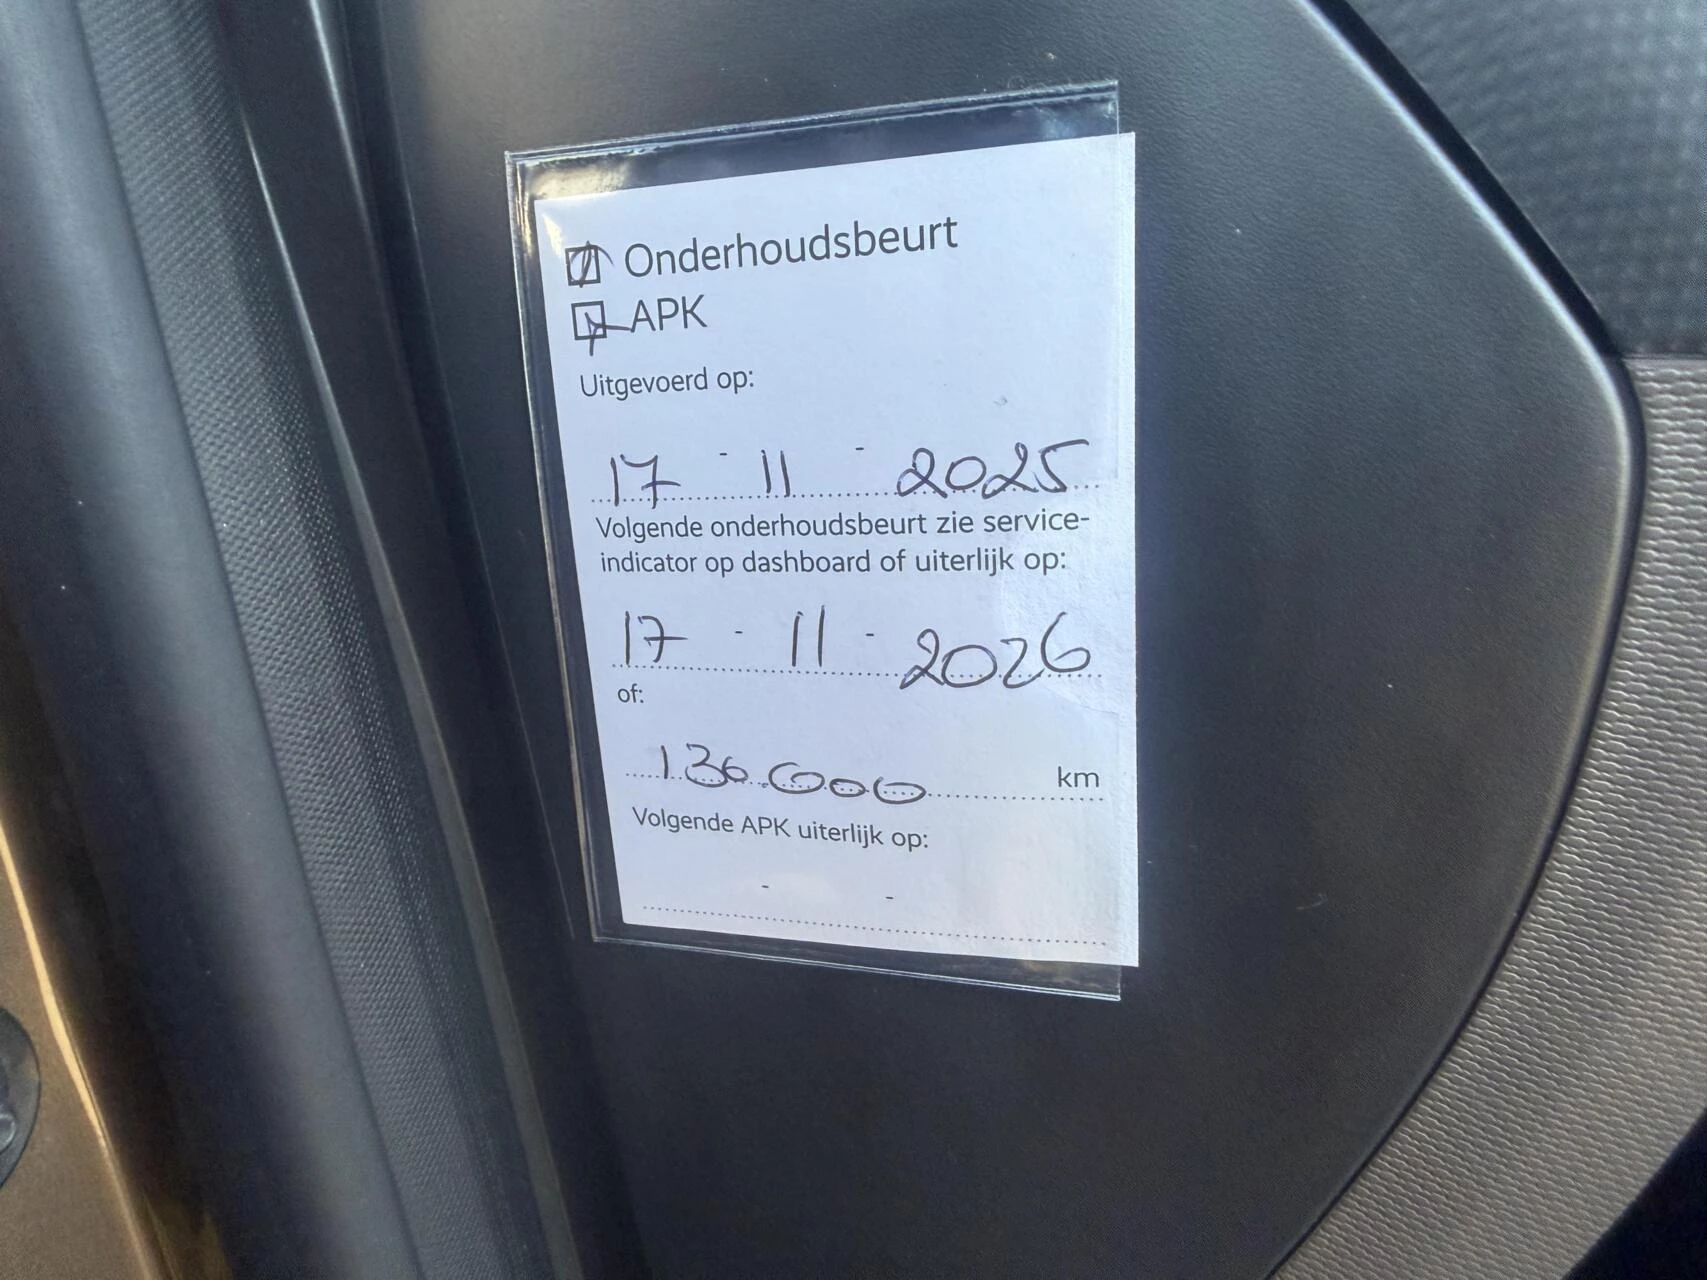 Onderhoudsbeurt
APK
Uitgevoerd op:
17 - 11 - 2025
Volgende onderhoudsbeurt zie service-
indicator op dashboard of uiterlijk op:
17 - 11 - 2026
of:
130.000 km
Volgende APK uiterlijk op:
- -